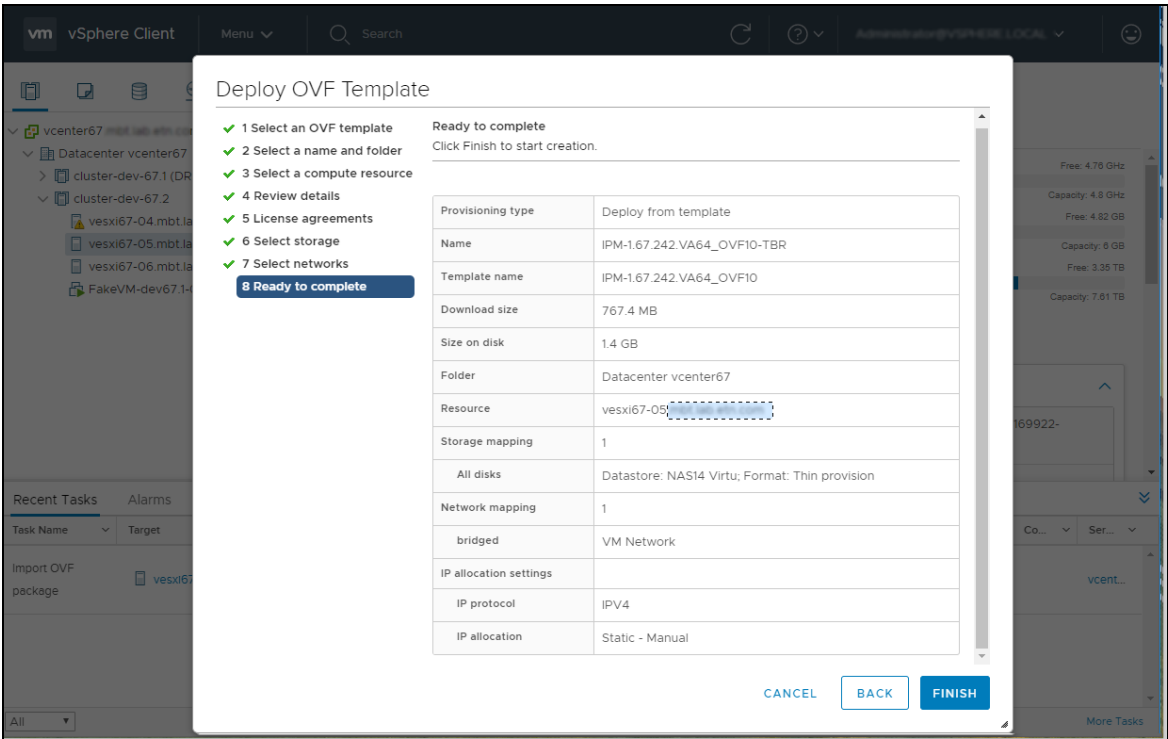 vm vSphere Client Menu Search
vcenter67
Datacenter vcenter67
cluster-dev-67.1 (DR
cluster-dev-67.2
vesxi67-04.mbt.la
vesxi67-05.mbt.la
vesxi67-06.mbt.la
FakeVM-dev67.1-
Deploy OVF Template
1 Select an OVF template
2 Select a name and folder
3 Select a compute resource
4 Review details
5 License agreements
6 Select storage
7 Select networks
8 Ready to complete
Ready to complete
Click Finish to start creation.
Provisioning type Deploy from template
Name IPM-1.67.242.VA64_OVF10-TBR
Template name IPM-1.67.242.VA64_OVF10
Download size 767.4 MB
Size on disk 1.4 GB
Folder Datacenter vcenter67
Resource vesxi67-05
Storage mapping 1
All disks Datastore: NAS14 Virtu; Format: Thin provision
Network mapping 1
bridged VM Network
IP allocation settings
IP protocol IPV4
IP allocation Static - Manual
CANCEL BACK FINISH
Free: 4.76 GHz
Capacity: 4.8 GHz
Free: 4.82 GB
Capacity: 6 GB
Free: 3.35 TB
Capacity: 7.61 TB
169922-
Recent Tasks Alarms
Task Name Target Co... Ser...
Import OVF
package
vesxi67 vcent...
All More Tasks